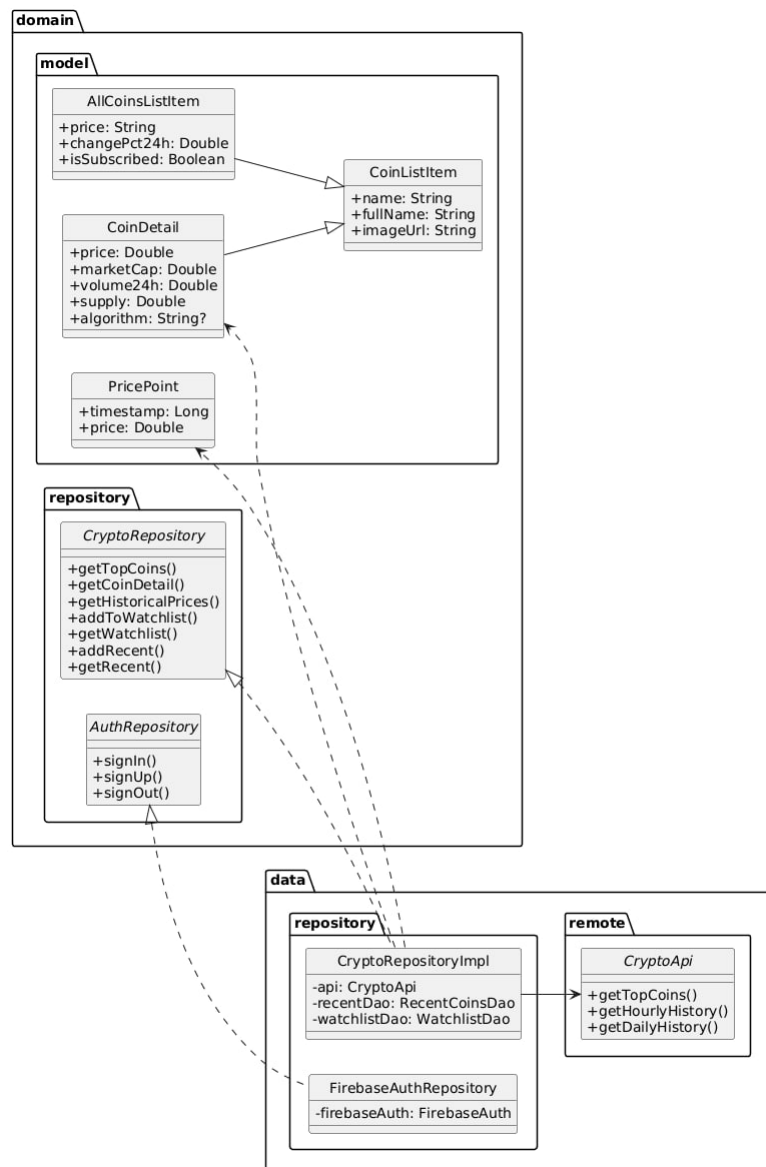 domain
model
AllCoinsListItem
+price: String
+changePct24h: Double
+isSubscribed: Boolean
CoinListItem
+name: String
+fullName: String
+imageUrl: String
CoinDetail
+price: Double
+marketCap: Double
+volume24h: Double
+supply: Double
+algorithm: String?
PricePoint
+timestamp: Long
+price: Double
repository
CryptoRepository
+getTopCoins()
+getCoinDetail()
+getHistoricalPrices()
+addToWatchlist()
+getWatchlist()
+addRecent()
+getRecent()
AuthRepository
+signIn()
+signUp()
+signOut()
data
repository
CryptoRepositoryImpl
-api: CryptoApi
-recentDao: RecentCoinsDao
-watchlistDao: WatchlistDao
remote
CryptoApi
+getTopCoins()
+getHourlyHistory()
+getDailyHistory()
FirebaseAuthRepository
-firebaseAuth: FirebaseAuth